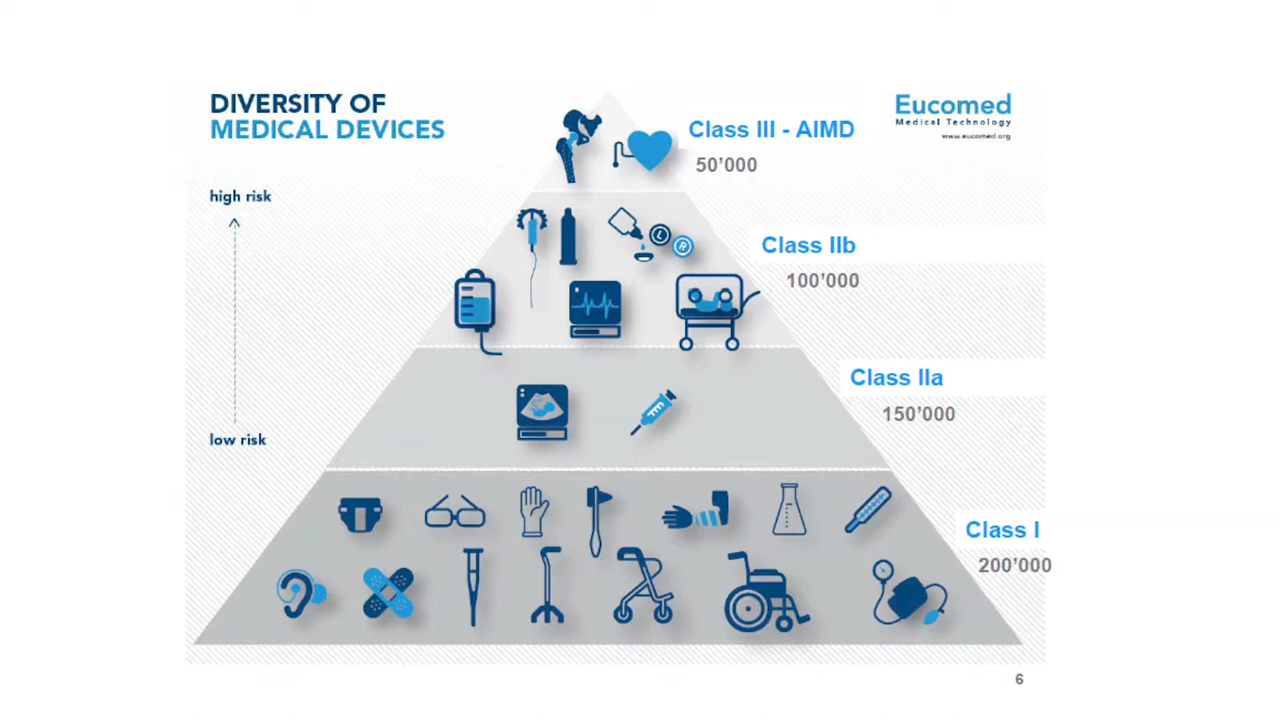 DIVERSITY OF
MEDICAL DEVICES
Eucomed
Medical Technology
www.eucomed.org
Class III - AIMD
50’000
high risk
L
R
Class IIb
100’000
Class IIa
150’000
low risk
Class I
200’000
6